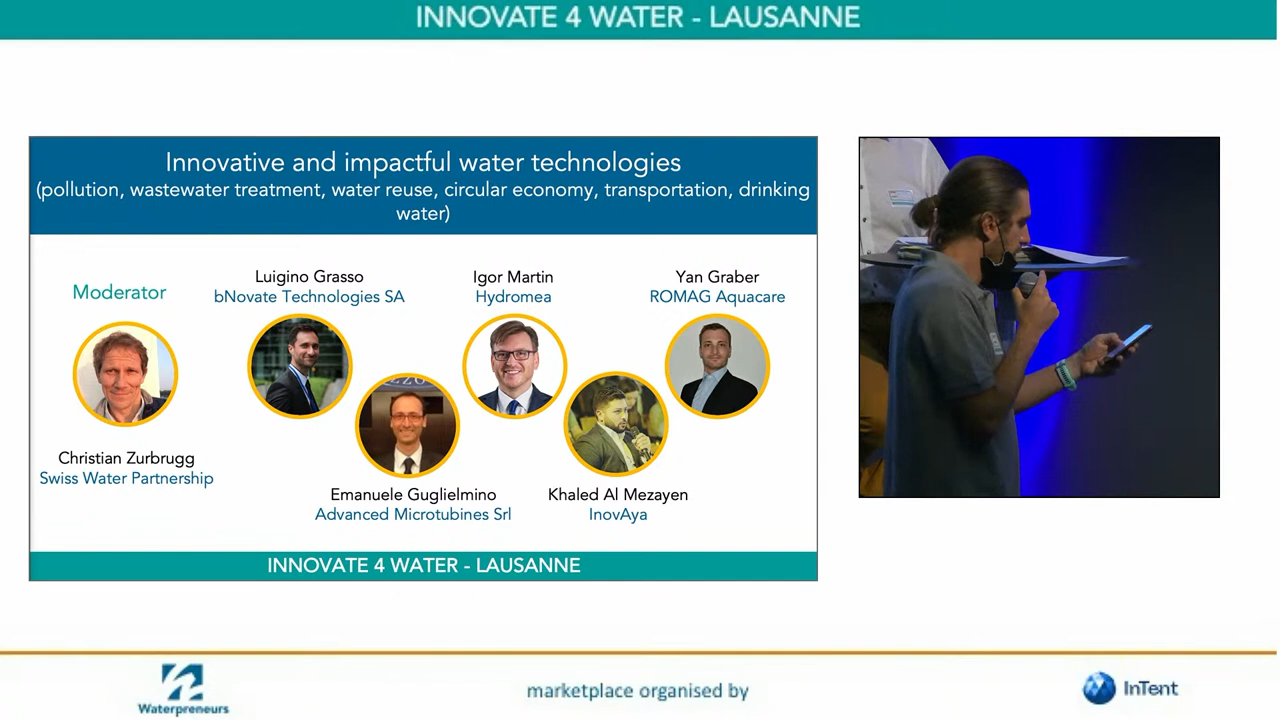 INNOVATE 4 WATER - LAUSANNE
Innovative and impactful water technologies
(pollution, wastewater treatment, water reuse, circular economy, transportation, drinking
water)
Moderator
Christian Zurbrugg
Swiss Water Partnership
Luigino Grasso
bNovate Technologies SA
Emanuele Guglielmino
Advanced Microtubines Srl
Igor Martin
Hydromea
Khaled Al Mezayen
InovAya
Yan Graber
ROMAG Aquacare
INNOVATE 4 WATER - LAUSANNE
Waterpreneurs
marketplace organised by
InTent